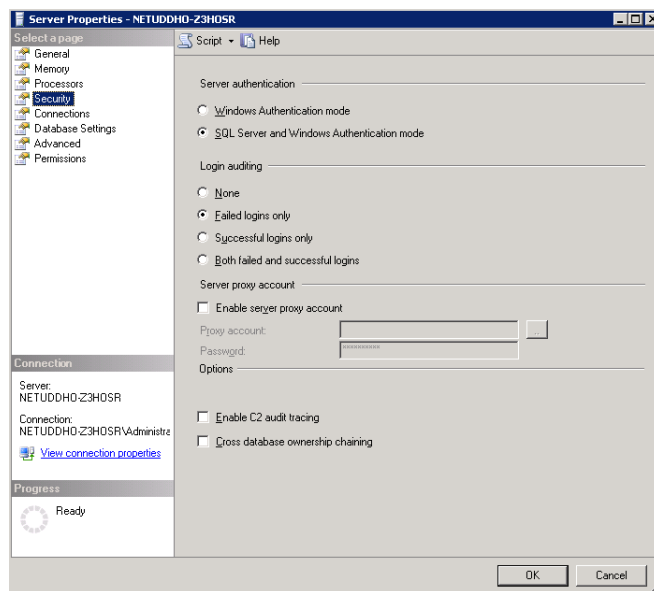 Server Properties - NETUDDHO-Z3HOSR
Select a page
General
Memory
Processors
Security
Connections
Database Settings
Advanced
Permissions
Connection
Server:
NETUDDHO-Z3HOSR
Connection:
NETUDDHO-Z3HOSR\Administra
View connection properties
Progress
Ready
Script Help
Server authentication
Windows Authentication mode
SQL Server and Windows Authentication mode
Login auditing
None
Failed logins only
Successful logins only
Both failed and successful logins
Server proxy account
Enable server proxy account
Proxy account:
...
Password:
**********
Options
Enable C2 audit tracing
Cross database ownership chaining
OK Cancel